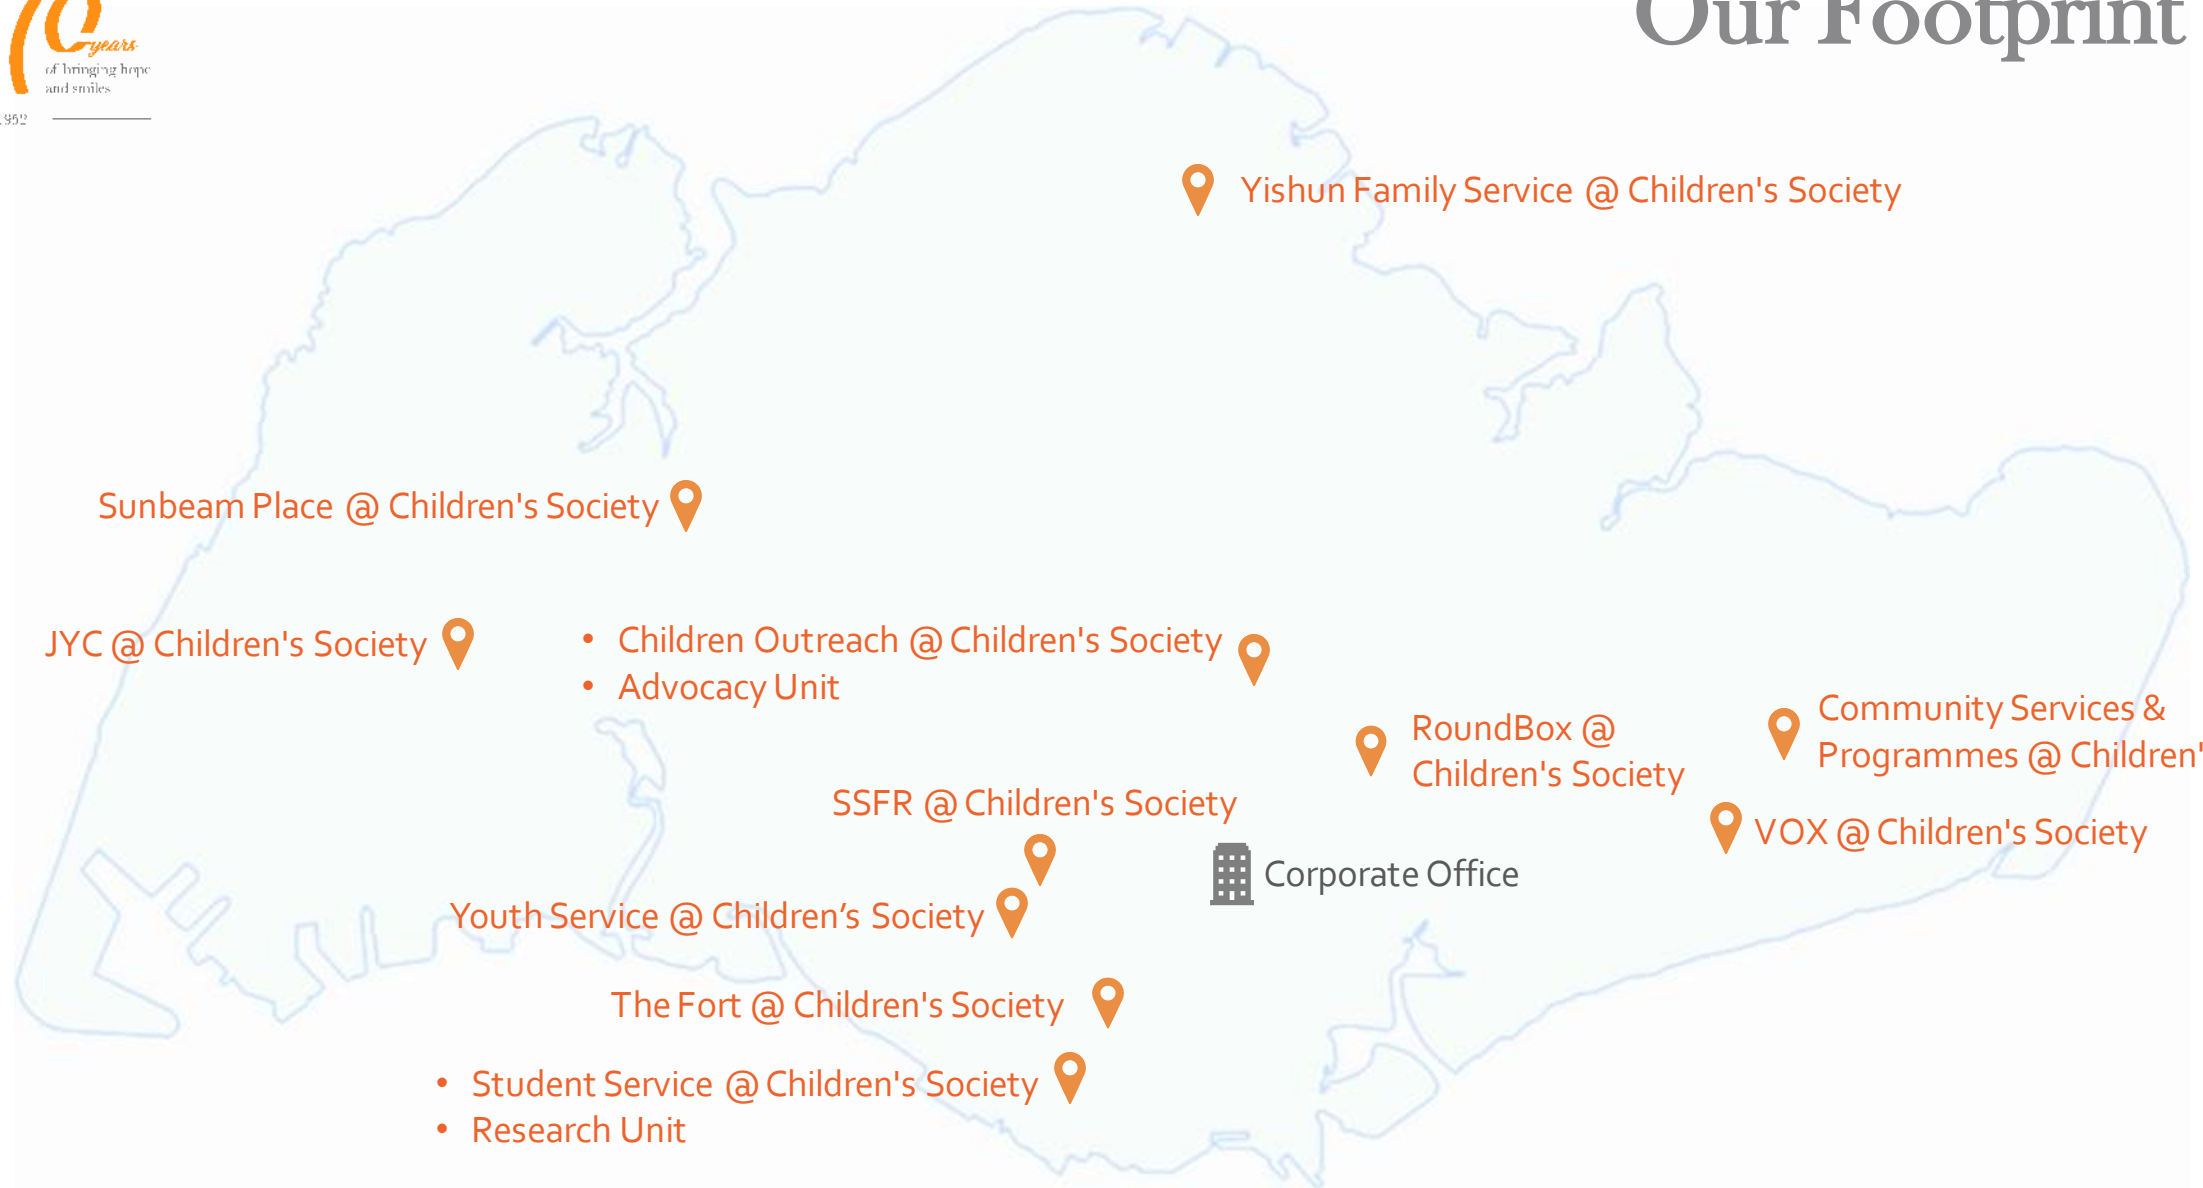 Our Footprint
years
of bringing hope
and smiles
1952
Yishun Family Service @ Children's Society
Sunbeam Place @ Children's Society
JYC @ Children's Society
• Children Outreach @ Children's Society
• Advocacy Unit
RoundBox @
Children's Society
Community Services &
Programmes @ Children'
SSFR @ Children's Society
VOX @ Children's Society
Corporate Office
Youth Service @ Children’s Society
The Fort @ Children's Society
• Student Service @ Children's Society
• Research Unit